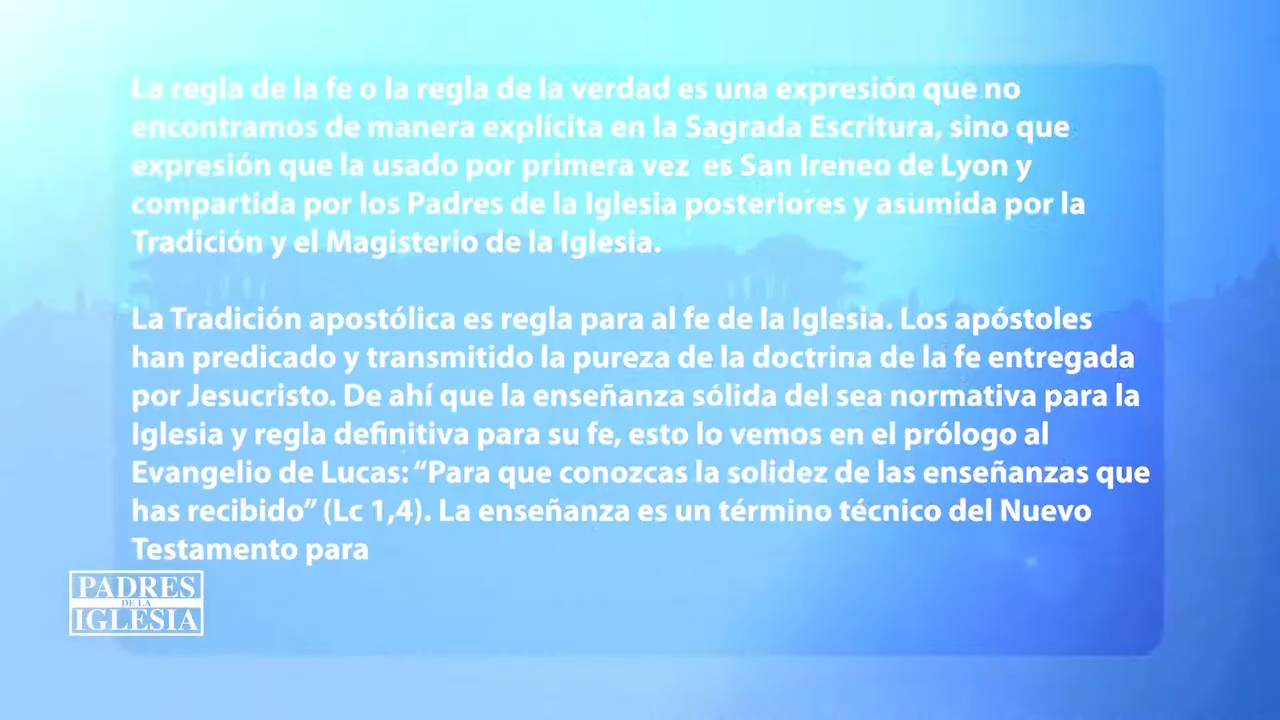 La regla de la fe o la regla de la verdad es una expresión que no
encontramos de manera explícita en la Sagrada Escritura, sino que
expresión que la usado por primera vez  es San Ireneo de Lyon y
compartida por los Padres de la Iglesia posteriores y asumida por la
Tradición y el Magisterio de la Iglesia.
La Tradición apostólica es regla para al fe de la Iglesia. Los apóstoles
han predicado y transmitido la pureza de la doctrina de la fe entregada
por Jesucristo. De ahí que la enseñanza sólida del sea normativa para la
Iglesia y regla definitiva para su fe, esto lo vemos en el prólogo al
Evangelio de Lucas: “Para que conozcas la solidez de las enseñanzas que
has recibido” (Lc 1,4). La enseñanza es un término técnico del Nuevo
Testamento para
PADRES
DE LA
IGLESIA